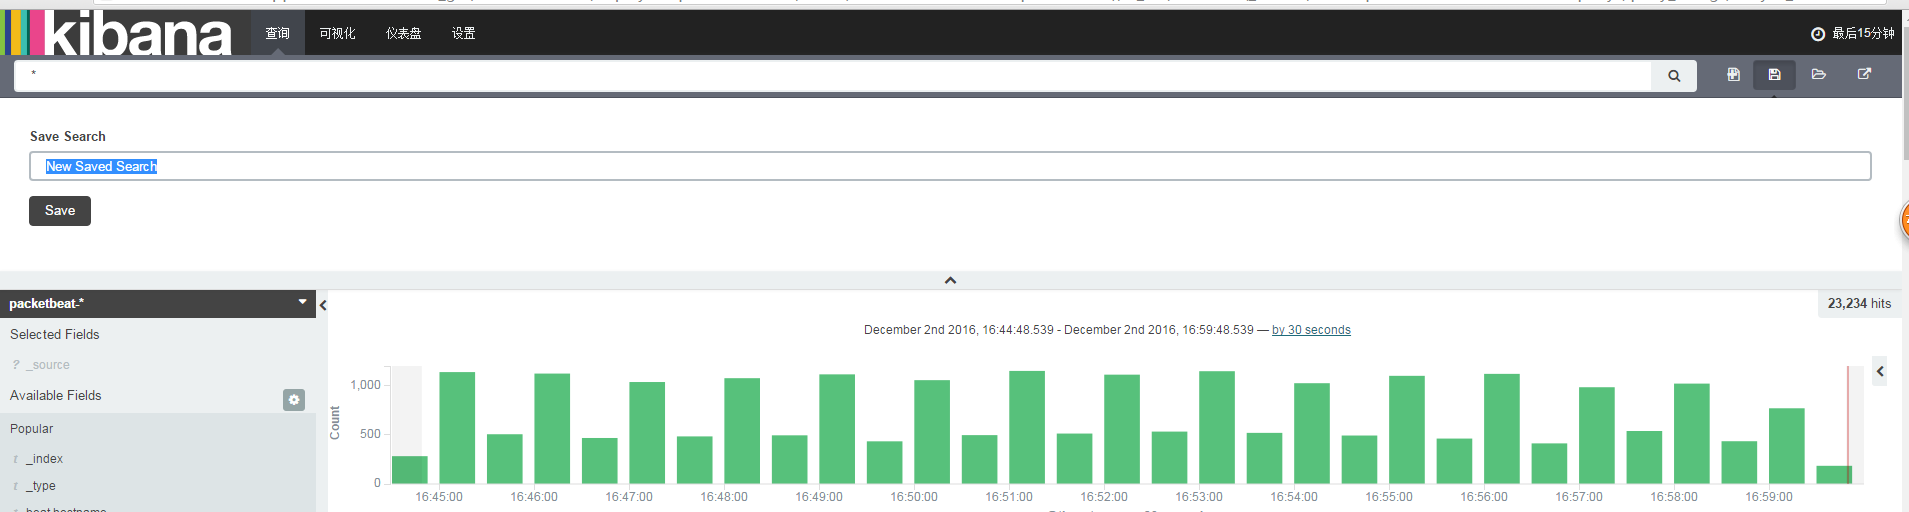 kibana 查询 可视化 仪表盘 设置 最后15分钟
*
Save Search
New Saved Search
Save
packetbeat-*
23,234 hits
Selected Fields
December 2nd 2016, 16:44:48.539 - December 2nd 2016, 16:59:48.539 — by 30 seconds
? _source
Available Fields
Popular
t _index
t _type
Count
1,000
500
0
16:45:00 16:46:00 16:47:00 16:48:00 16:49:00 16:50:00 16:51:00 16:52:00 16:53:00 16:54:00 16:55:00 16:56:00 16:57:00 16:58:00 16:59:00